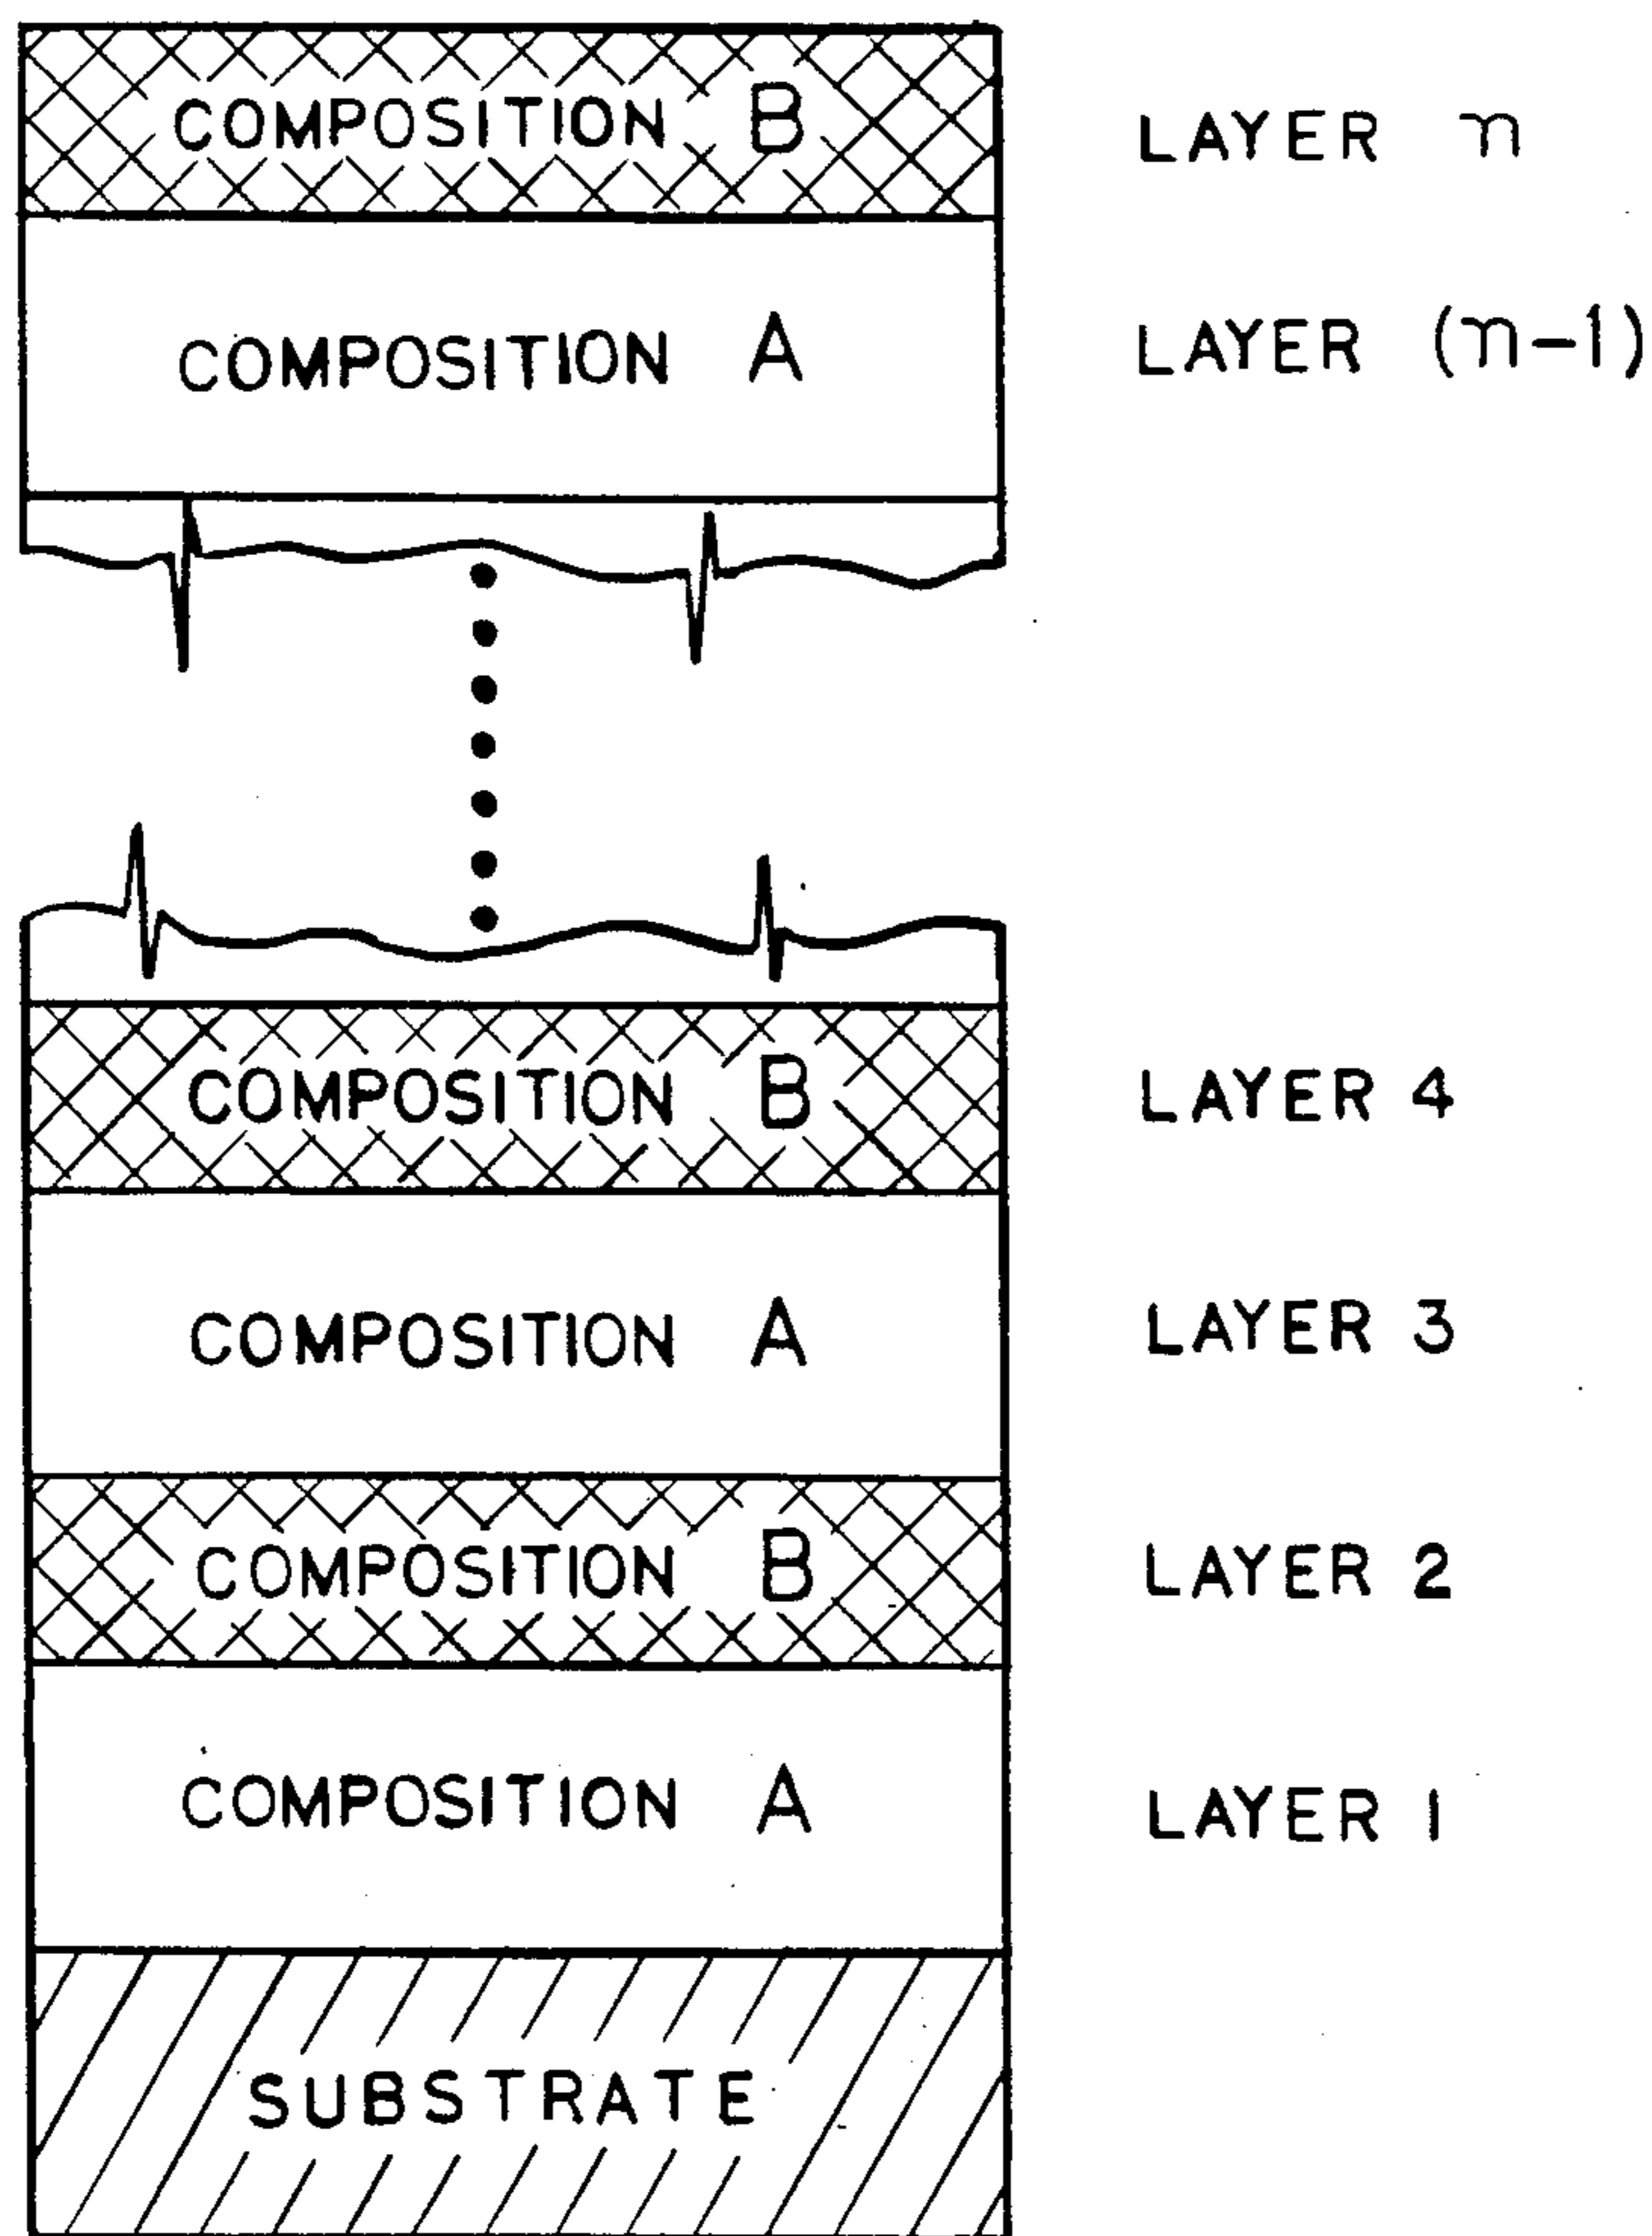 COMPOSITION B LAYER n
COMPOSITION A LAYER (n-1)
COMPOSITION B LAYER 4
COMPOSITION A LAYER 3
COMPOSITION B LAYER 2
COMPOSITION A LAYER 1
SUBSTRATE